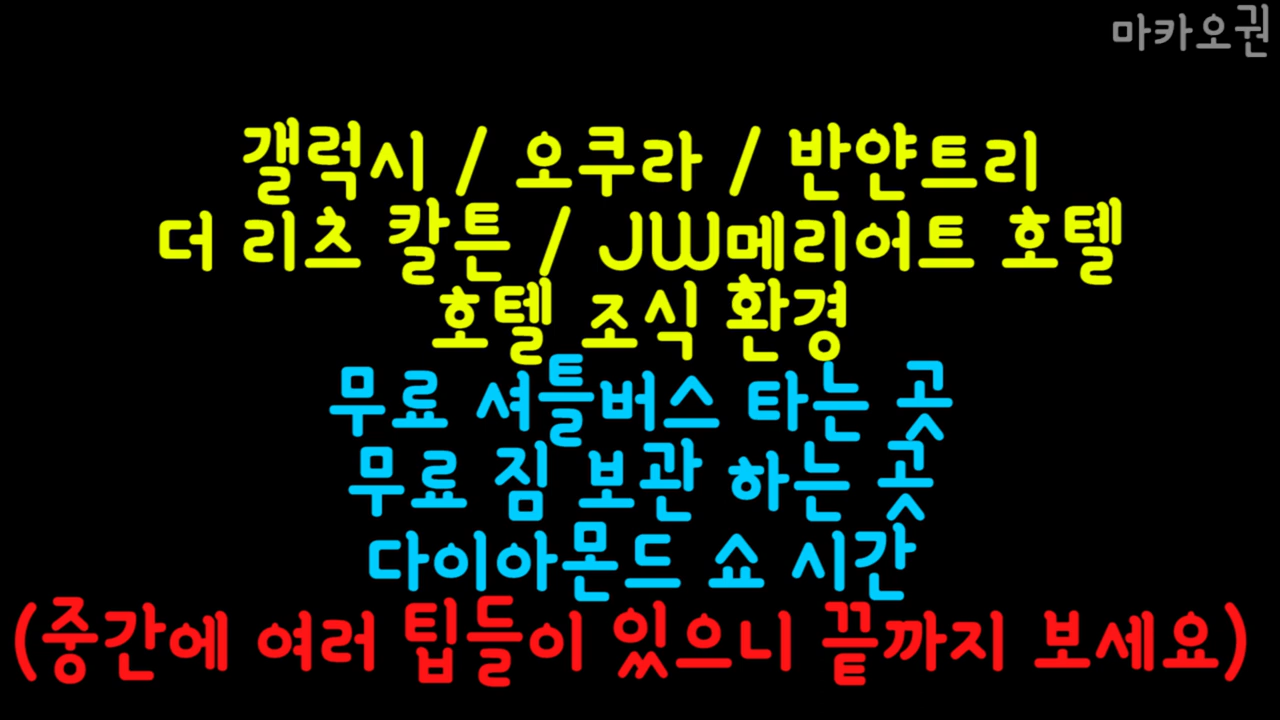 마카오권
갤럭시 / 오쿠라 / 반얀트리
더 리츠 칼튼 / JW메리어트 호텔
호텔 조식 환경
무료 셔틀버스 타는 곳
무료 짐 보관 하는 곳
다이아몬드 쇼 시간
(중간에 여러 팁들이 있으니 끝까지 보세요)